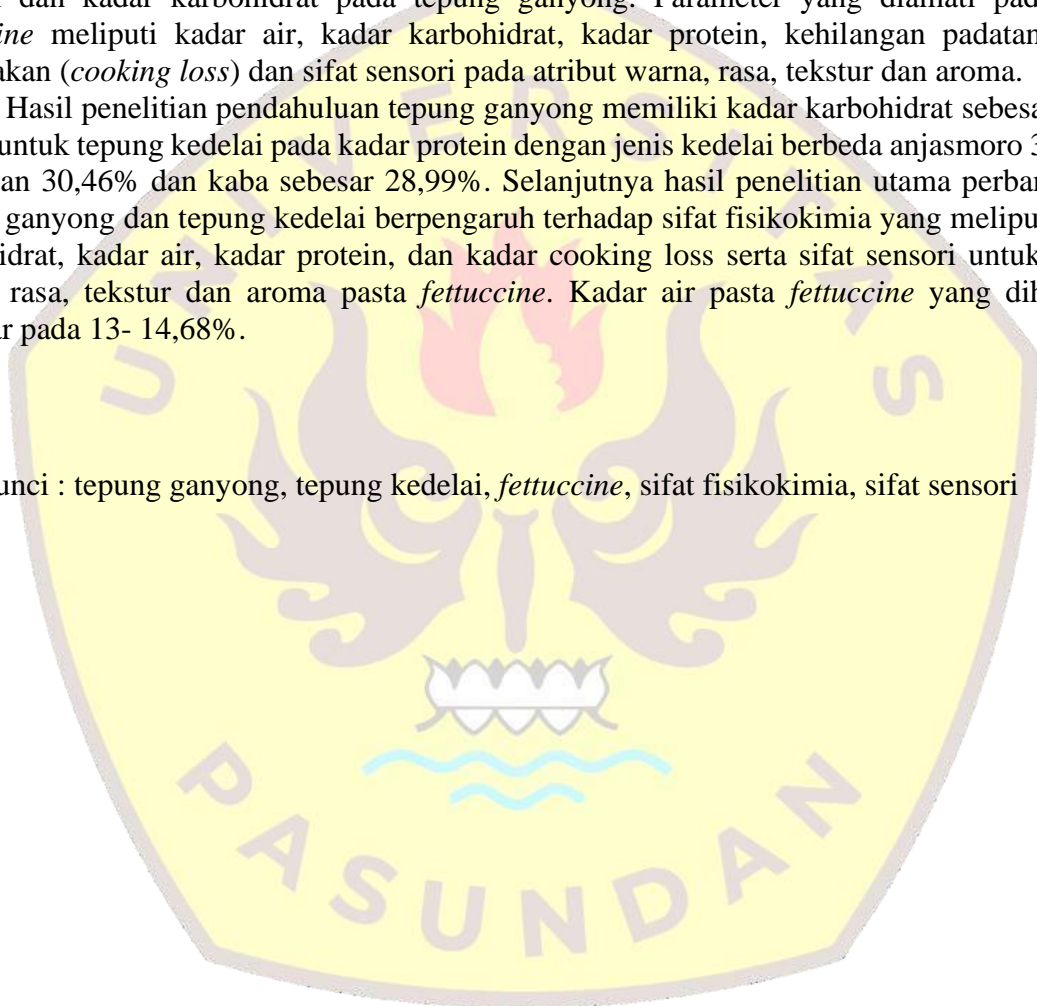 dan kadar karbohidrat pada tepung ganyong. Parameter yang diamati pad
ine meliputi kadar air, kadar karbohidrat, kadar protein, kehilangan padatan
akan (cooking loss) dan sifat sensori pada atribut warna, rasa, tekstur dan aroma.
Hasil penelitian pendahuluan tepung ganyong memiliki kadar karbohidrat sebesa
untuk tepung kedelai pada kadar protein dengan jenis kedelai berbeda anjasmoro 3
an 30,46% dan kaba sebesar 28,99%. Selanjutnya hasil penelitian utama perban
ganyong dan tepung kedelai berpengaruh terhadap sifat fisikokimia yang melipu
idrat, kadar air, kadar protein, dan kadar cooking loss serta sifat sensori untuk
rasa, tekstur dan aroma pasta fettuccine. Kadar air pasta fettuccine yang dih
ar pada 13- 14,68%.
unci : tepung ganyong, tepung kedelai, fettuccine, sifat fisikokimia, sifat sensori
UNIVERSITAS
PASUNDAN